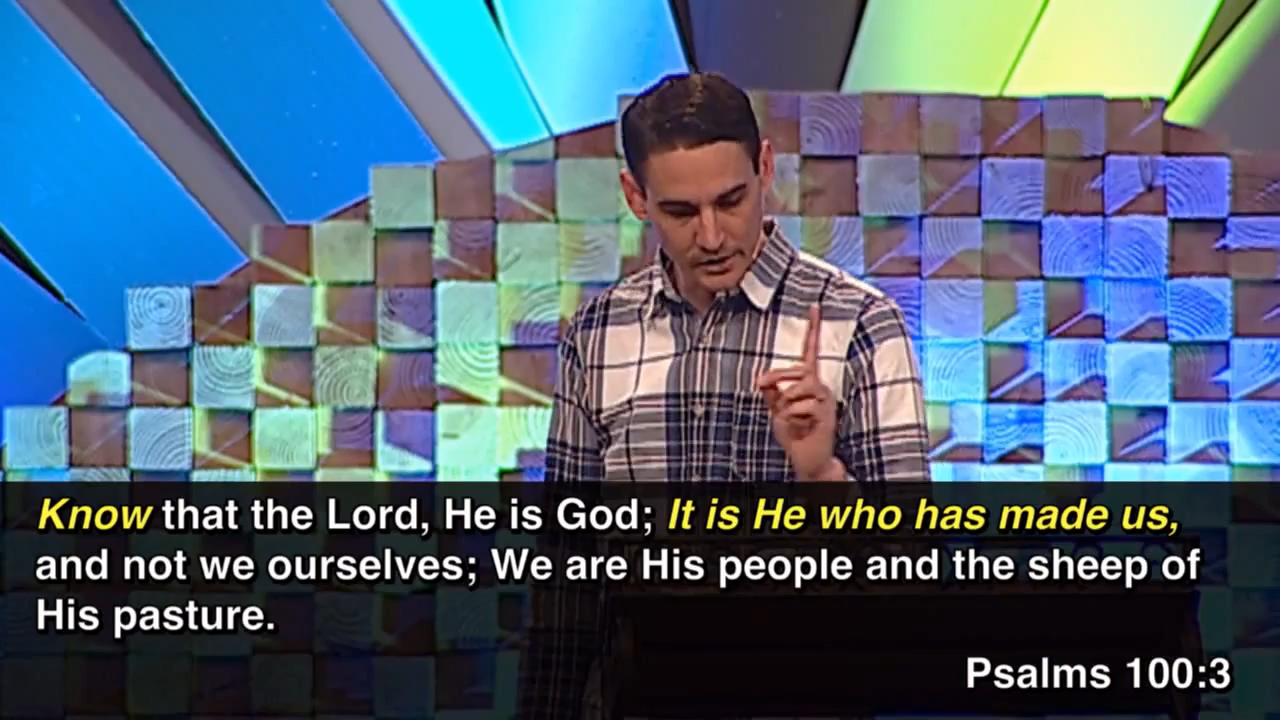 Know that the Lord, He is God; It is He who has made us,
and not we ourselves; We are His people and the sheep of
His pasture.
Psalms 100:3